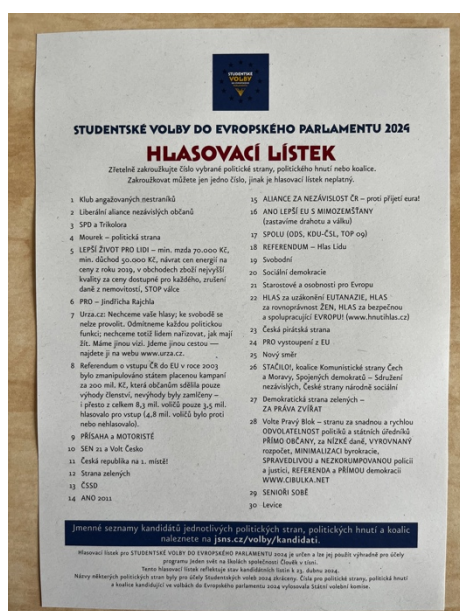 STUDENTSKÉ
VOLBY
STUDENTSKÉ VOLBY DO EVROPSKÉHO PARLAMENTU 2024
HLASOVACÍ LÍSTEK
Zřetelně zakroužkujte číslo vybrané politické strany, politického hnutí nebo koalice.
Zakroužkovat můžete jen jedno číslo, jinak je hlasovací lístek neplatný.
1 Klub angažovaných nestraníků
2 Liberální aliance nezávislých občanů
3 SPD a Trikolora
4 Mourek – politická strana
5 LEPŠÍ ŽIVOT PRO LIDI – min. mzda 70.000 Kč,
min. důchod 50.000 Kč, návrat cen energií na
ceny z roku 2019, v obchodech zboží nejvyšší
kvality za ceny dostupné pro každého, zrušení
daně z nemovitostí, STOP válce
6 PRO – Jindřicha Rajchla
7 Urza.cz: Nechceme vaše hlasy; ke svobodě se
nelze provolit. Odmítneme každou politickou
funkci; nechceme totiž lidem nařizovat, jak mají
žít. Máme jinou vizi. Jdeme jinou cestou —
najdete ji na webu www.urza.cz.
8 Referendum o vstupu ČR do EU v roce 2003
bylo zmanipulováno státem placenou kampaní
za 200 mil. Kč, která občanům sdělila pouze
výhody členství, nevýhody byly zamlčeny –
i přesto z celkem 8,3 mil. voličů pouze 3,5 mil.
hlasovalo pro vstup (4,8 mil. voličů bylo proti
nebo nehlasovalo).
9 PŘÍSAHA a MOTORISTÉ
10 SEN 21 a Volt Česko
11 Česká republika na 1. místě!
12 Strana zelených
13 ČSSD
14 ANO 2011
15 ALIANCE ZA NEZÁVISLOST ČR – proti přijetí eura!
16 ANO LEPŠÍ EU S MIMOZEMŠŤANY
(zastavíme drahotu a válku)
17 SPOLU (ODS, KDU-ČSL, TOP 09)
18 REFERENDUM – Hlas Lidu
19 Svobodní
20 Sociální demokracie
21 Starostové a osobnosti pro Evropu
22 HLAS za uzákonění EUTANAZIE, HLAS
za rovnoprávnost ŽEN, HLAS za bezpečnou
a spolupracující EVROPU! (www.hnutihlas.cz)
23 Česká pirátská strana
24 PRO vystoupení z EU
25 Nový směr
26 STAČILO!, koalice Komunistické strany Čech
a Moravy, Spojených demokratů – Sdružení
nezávislých, České strany národně sociální
27 Demokratická strana zelených –
ZA PRÁVA ZVÍŘAT
28 Volte Pravý Blok – stranu za snadnou a rychlou
ODVOLATELNOST politiků a státních úředníků
PŘÍMO OBČANY, za NÍZKÉ daně, VYROVNANÝ
rozpočet, MINIMALIZACI byrokracie,
SPRAVEDLIVOU a NEZKORUMPOVANOU policii
a justici, REFERENDA a PŘÍMOU demokracii
WWW.CIBULKA.NET
29 SENIOŘI SOBĚ
30 Levice
Jmenné seznamy kandidátů jednotlivých politických stran, politických hnutí a koalic
naleznete na jsns.cz/volby/kandidati.
Hlasovací lístek pro STUDENTSKÉ VOLBY DO EVROPSKÉHO PARLAMENTU 2024 je určen a lze jej použít výhradně pro účely
programu Jeden svět na školách společnosti Člověk v tísni.
Tento hlasovací lístek reflektuje stav kandidátních listin k 23. dubnu 2024.
Názvy některých politických stran byly pro účely Studentských voleb 2024 zkráceny. Čísla pro politické strany, politická hnutí
a koalice kandidující ve volbách do Evropského parlamentu 2024 vylosovala Státní volební komise.